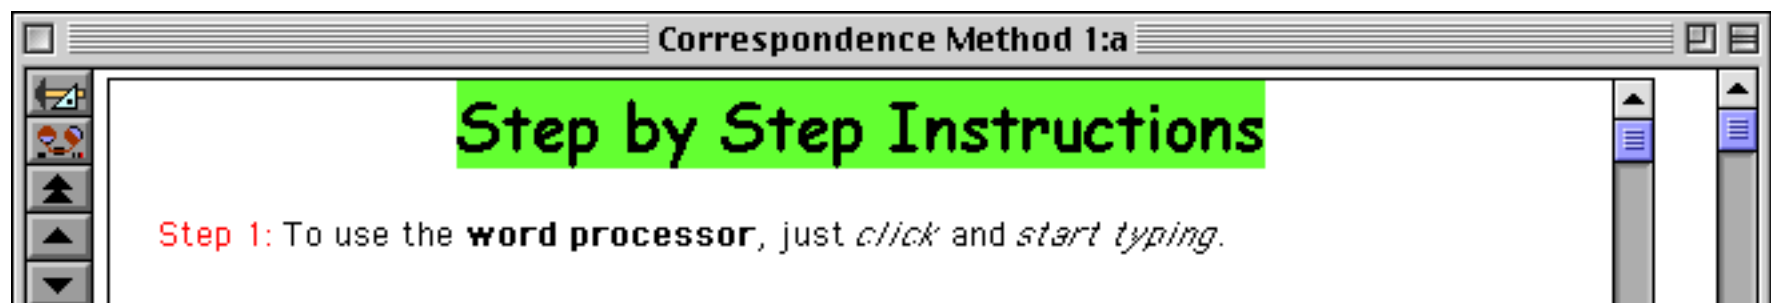 Correspondence Method 1:a
Step by Step Instructions
Step 1: To use the word processor, just click and start typing.